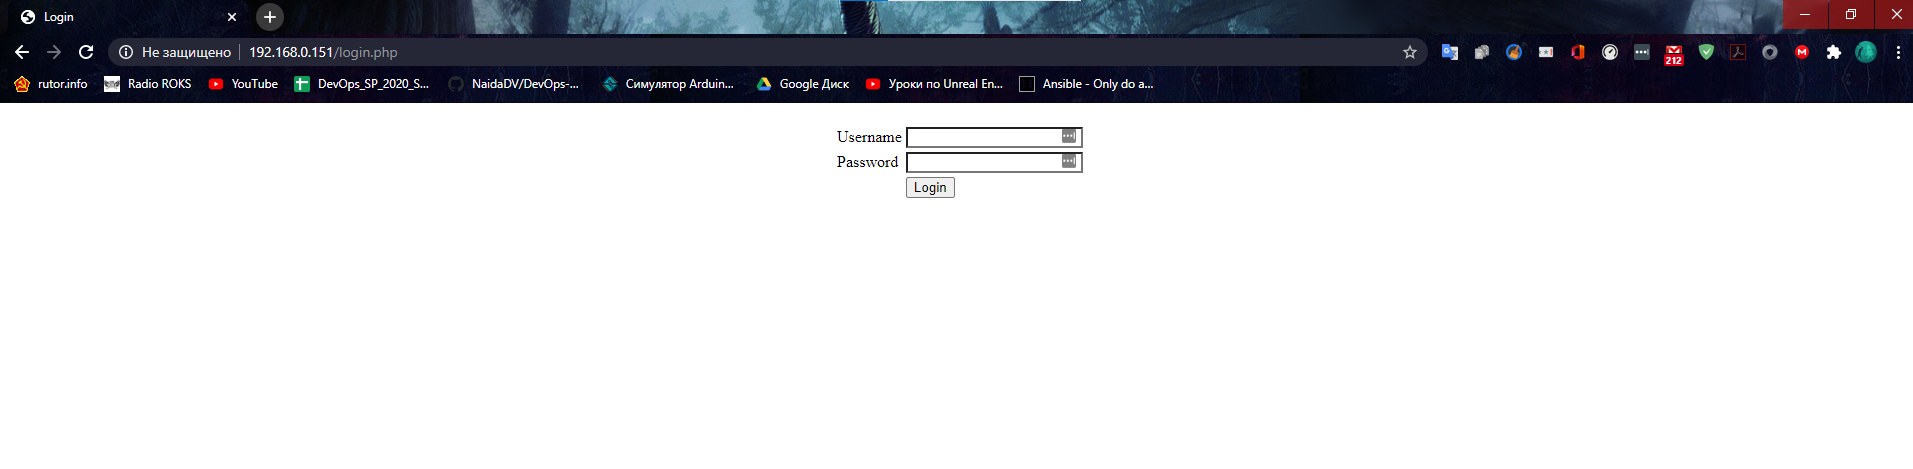 Login
Не защищено 192.168.0.151/login.php
212
rutor.info Radio ROKS YouTube DevOps_SP_2020_S... NaidaDV/DevOps-... Симулятор Arduin... Google Диск Уроки по Unreal En... Ansible - Only do a...
Username
Password
Login